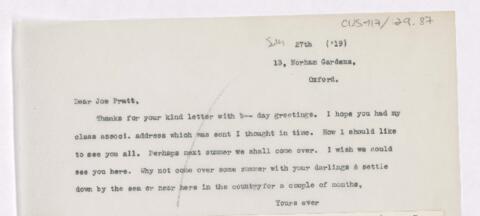 CUS417/29.87
July 27th ('19)
13, Norham Gardens,
Oxford.
Dear Joe Pratt,
Thanks for your kind letter with b-- day greetings. I hope you had my
class associ. address which was sent I thought in time. How I should like
to see you all. Perhaps next summer we shall come over. I wish we could
see you here. Why not come over some summer with your darlings & settle
down by the sea or near here in the country for a couple of months,
Yours ever